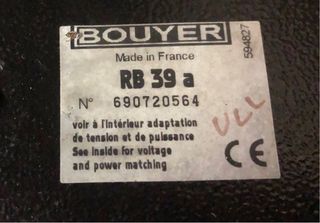 BOUYER
Made in France
594827
RB 39 a
N° 690720564
voir à l'intérieur adaptation
de tension et de puissance
See inside for voltage
and power matching
CE